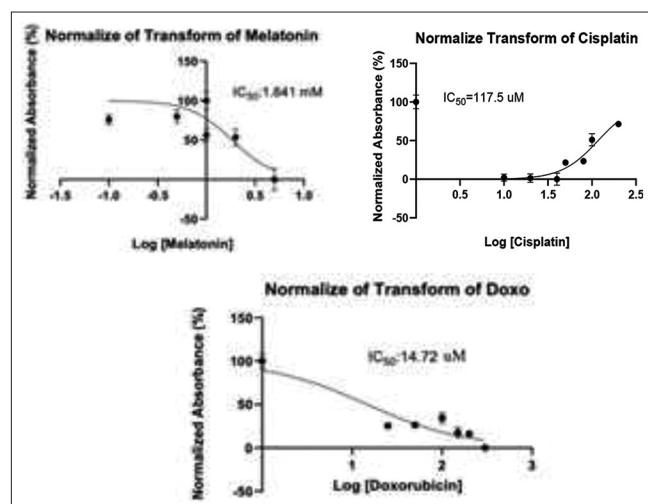 Normalize of Transform of Melatonin
Normalized Absorbance (%)
150
100
50
-50
-1.5
-1.0
-0.5
0.0
0.5
1.0
IC50:1.841 mM
Log [Melatonin]
Normalize Transform of Cisplatin
Normalized Absorbance (%)
150
100
50
0
-50
0.5
1.0
1.5
2.0
2.5
IC50=117.5 uM
Log [Cisplatin]
Normalize of Transform of Doxo
Normalized Absorbance (%)
150
100
50
0
-50
1
2
3
IC50:14.72 uM
Log [Doxorubicin]